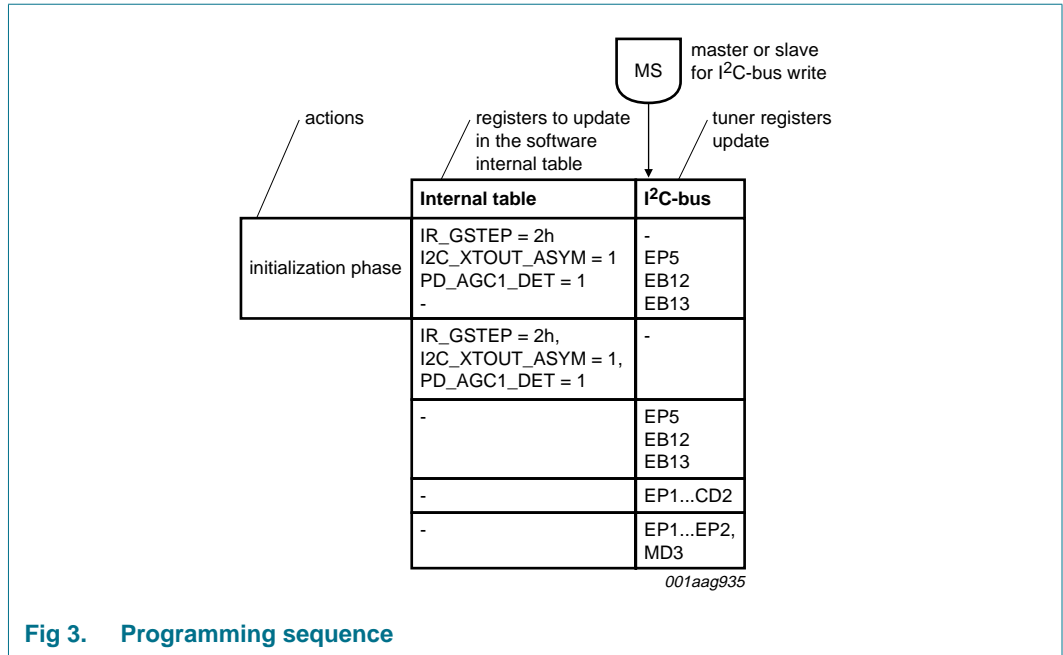 MS
master or slave
for I2C-bus write
actions
registers to update
in the software
internal table
tuner registers
update
Internal table
I2C-bus
initialization phase
IR_GSTEP = 2h
I2C_XTOUT_ASYM = 1
PD_AGC1_DET = 1
-
-
EP5
EB12
EB13
IR_GSTEP = 2h,
I2C_XTOUT_ASYM = 1,
PD_AGC1_DET = 1
-
-
EP5
EB12
EB13
-
EP1...CD2
-
EP1...EP2,
MD3
001aag935
Fig 3. Programming sequence